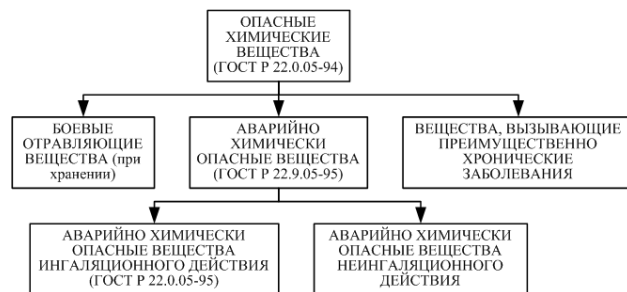 ОПАСНЫЕ
ХИМИЧЕСКИЕ
ВЕЩЕСТВА
(ГОСТ Р 22.0.05-94)
БОЕВЫЕ
ОТРАВЛЯЮЩИЕ
ВЕЩЕСТВА (при
хранении)
АВАРИЙНО
ХИМИЧЕСКИ
ОПАСНЫЕ ВЕЩЕСТВА
(ГОСТ Р 22.9.05-95)
ВЕЩЕСТВА, ВЫЗЫВАЮЩИЕ
ПРЕИМУЩЕСТВЕННО
ХРОНИЧЕСКИЕ
ЗАБОЛЕВАНИЯ
АВАРИЙНО ХИМИЧЕСКИ
ОПАСНЫЕ ВЕЩЕСТВА
ИНГАЛЯЦИОННОГО ДЕЙСТВИЯ
(ГОСТ Р 22.0.05-95)
АВАРИЙНО ХИМИЧЕСКИ
ОПАСНЫЕ ВЕЩЕСТВА
НЕИНГАЛЯЦИОННОГО
ДЕЙСТВИЯ